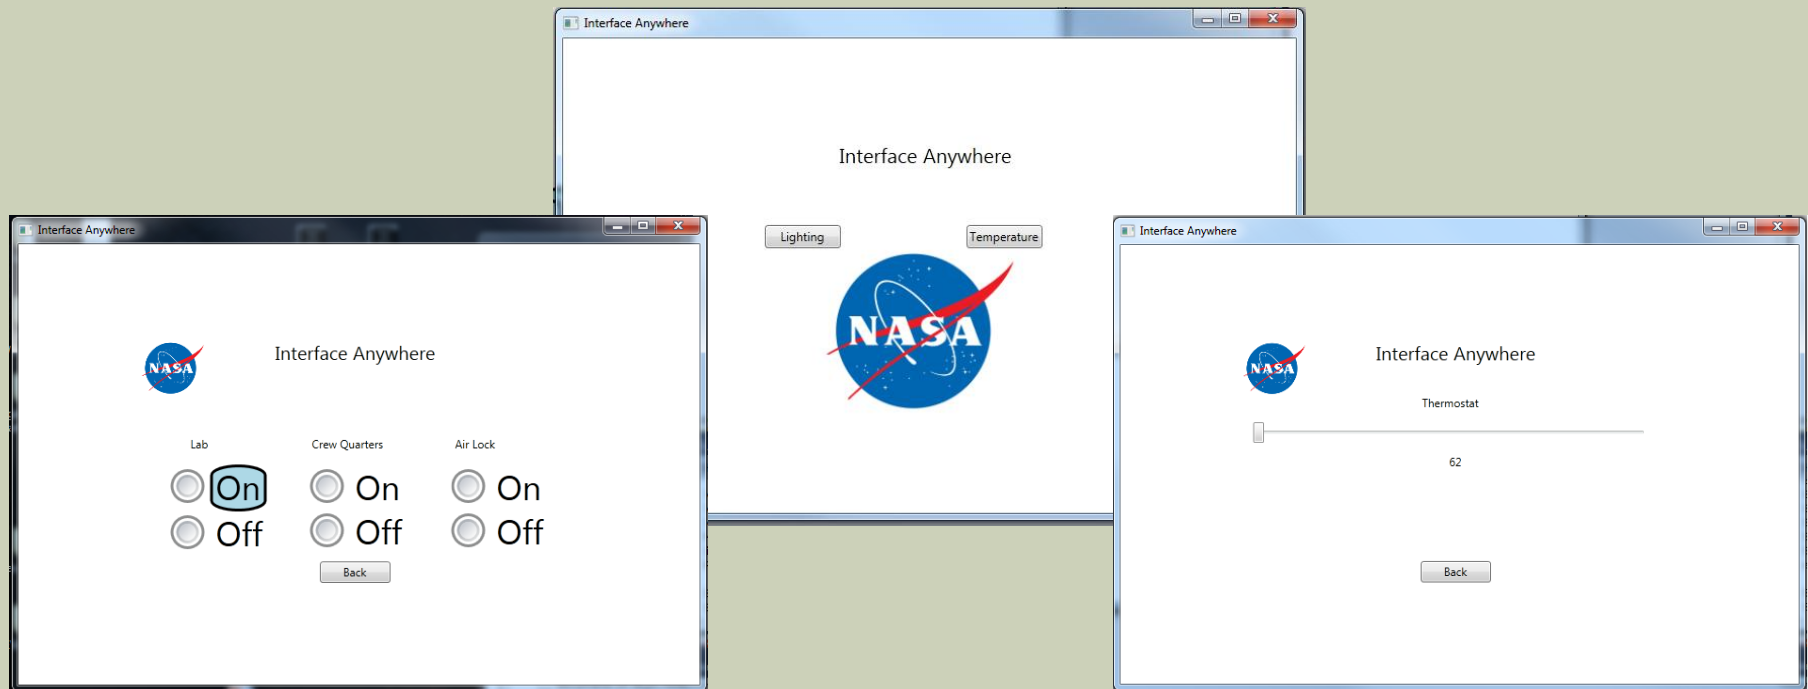 Interface Anywhere
Interface Anywhere
Lighting Temperature
NASA
Interface Anywhere
NASA
Interface Anywhere
Lab Crew Quarters Air Lock
On On On
Off Off Off
Back
Interface Anywhere
NASA
Interface Anywhere
Thermostat
62
Back